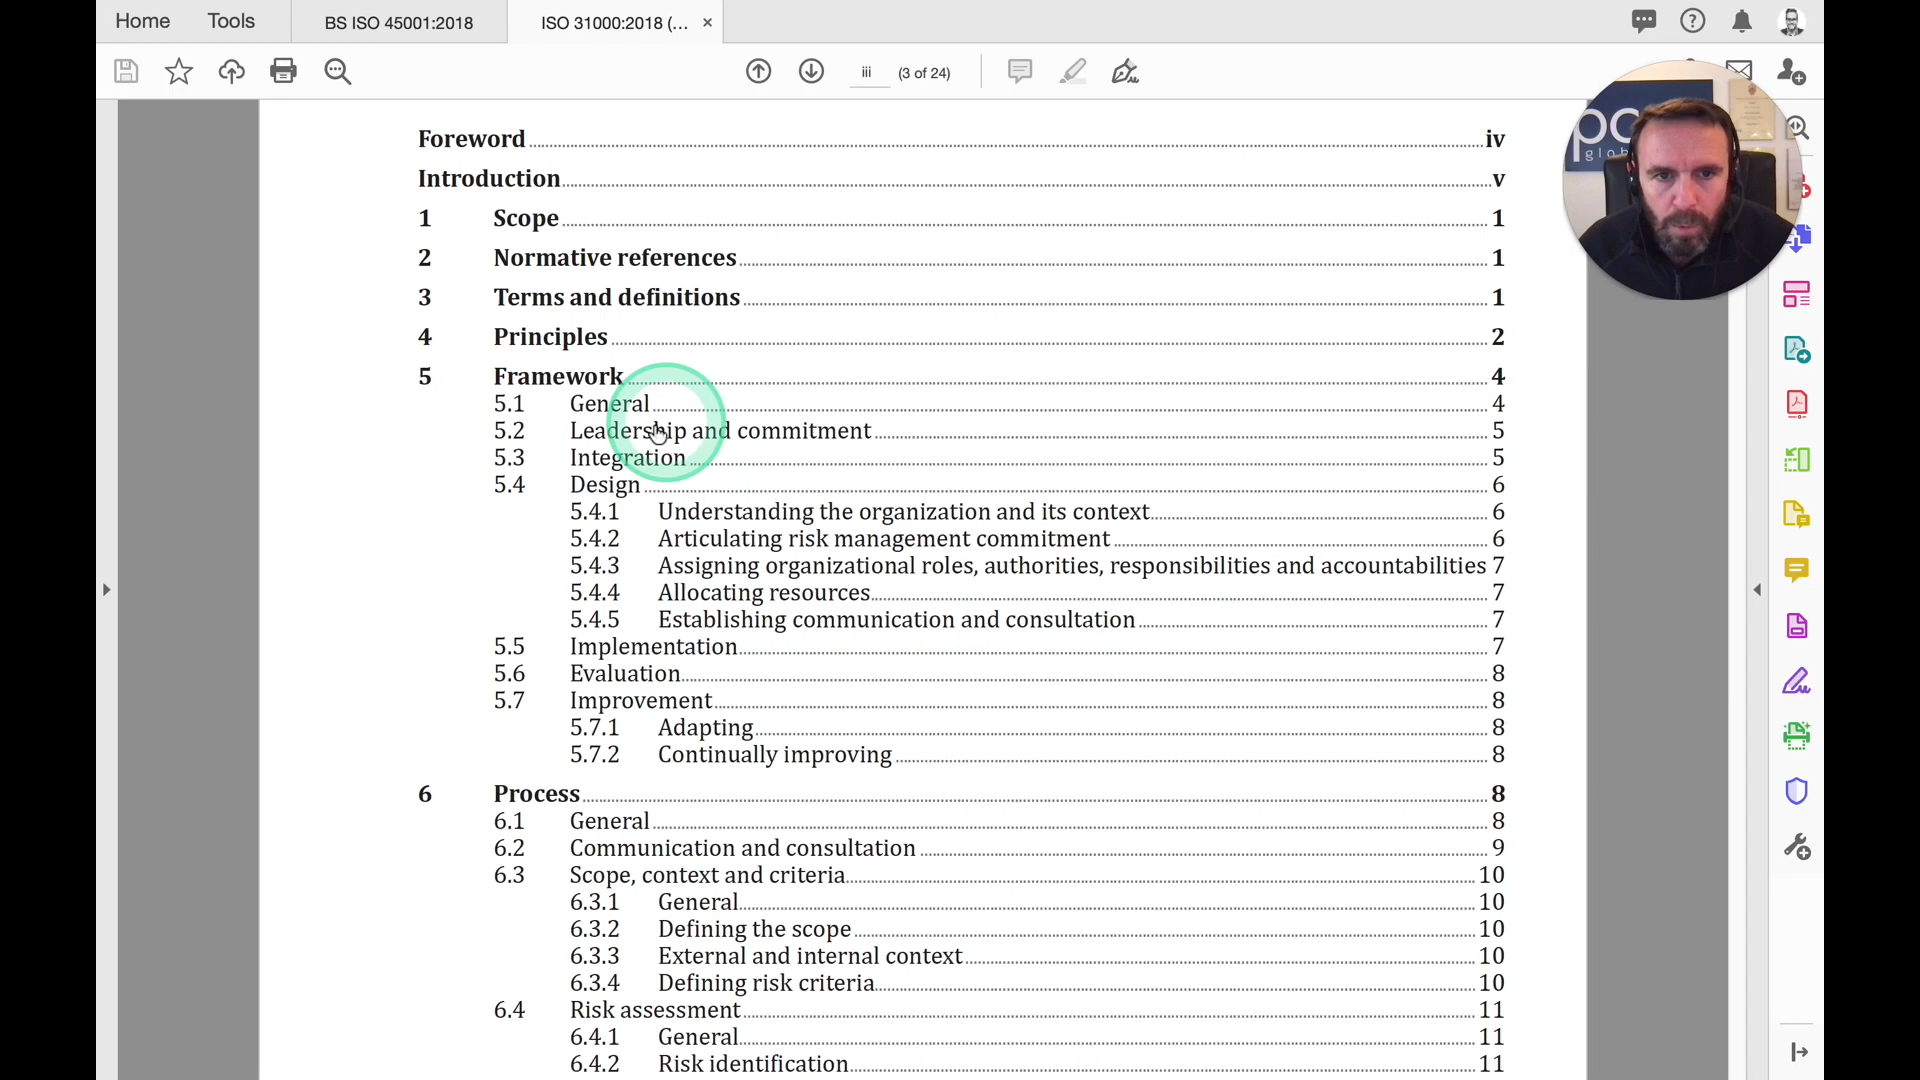 Home Tools BS ISO 45001:2018 ISO 31000:2018 (...
iii (3 of 24)
Foreword iv
Introduction v
1 Scope 1
2 Normative references 1
3 Terms and definitions 1
4 Principles 2
5 Framework 4
5.1 General 4
5.2 Leadership and commitment 5
5.3 Integration 5
5.4 Design 6
5.4.1 Understanding the organization and its context 6
5.4.2 Articulating risk management commitment 6
5.4.3 Assigning organizational roles, authorities, responsibilities and accountabilities 7
5.4.4 Allocating resources 7
5.4.5 Establishing communication and consultation 7
5.5 Implementation 7
5.6 Evaluation 8
5.7 Improvement 8
5.7.1 Adapting 8
5.7.2 Continually improving 8
6 Process 8
6.1 General 8
6.2 Communication and consultation 9
6.3 Scope, context and criteria 10
6.3.1 General 10
6.3.2 Defining the scope 10
6.3.3 External and internal context 10
6.3.4 Defining risk criteria 10
6.4 Risk assessment 11
6.4.1 General 11
6.4.2 Risk identification 11